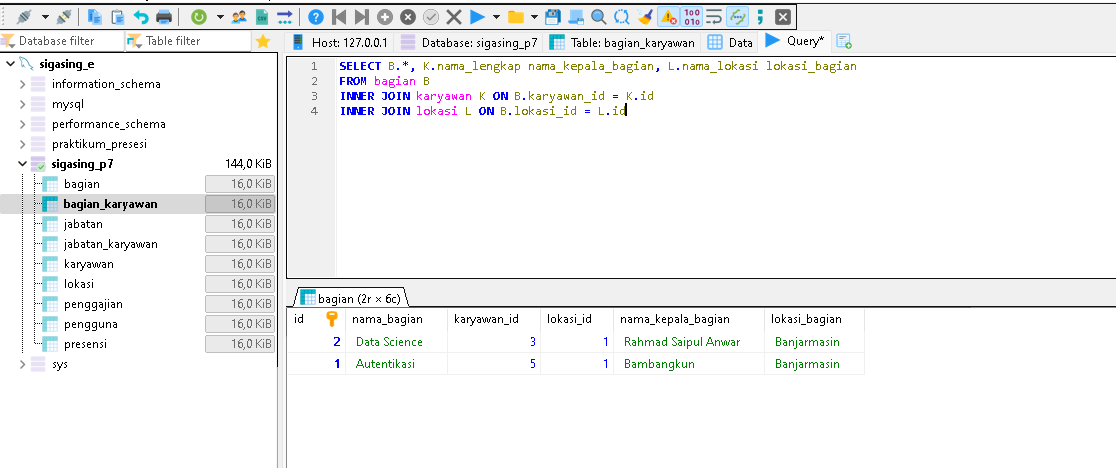 Database filter
Table filter
Host: 127.0.0.1
Database: sigasing_p7
Table: bagian_karyawan
Data
Query*
sigasing_e
information_schema
mysql
performance_schema
praktikum_presesi
sigasing_p7 144,0 KiB
bagian 16,0 KiB
bagian_karyawan 16,0 KiB
jabatan 16,0 KiB
jabatan_karyawan 16,0 KiB
karyawan 16,0 KiB
lokasi 16,0 KiB
penggajian 16,0 KiB
pengguna 16,0 KiB
presensi 16,0 KiB
sys
1 SELECT B.*, K.nama_lengkap nama_kepala_bagian, L.nama_lokasi lokasi_bagian
2 FROM bagian B
3 INNER JOIN karyawan K ON B.karyawan_id = K.id
4 INNER JOIN lokasi L ON B.lokasi_id = L.id
bagian (2r × 6c)
id nama_bagian karyawan_id lokasi_id nama_kepala_bagian lokasi_bagian
2 Data Science 3 1 Rahmad Saipul Anwar Banjarmasin
1 Autentikasi 5 1 Bambangkun Banjarmasin